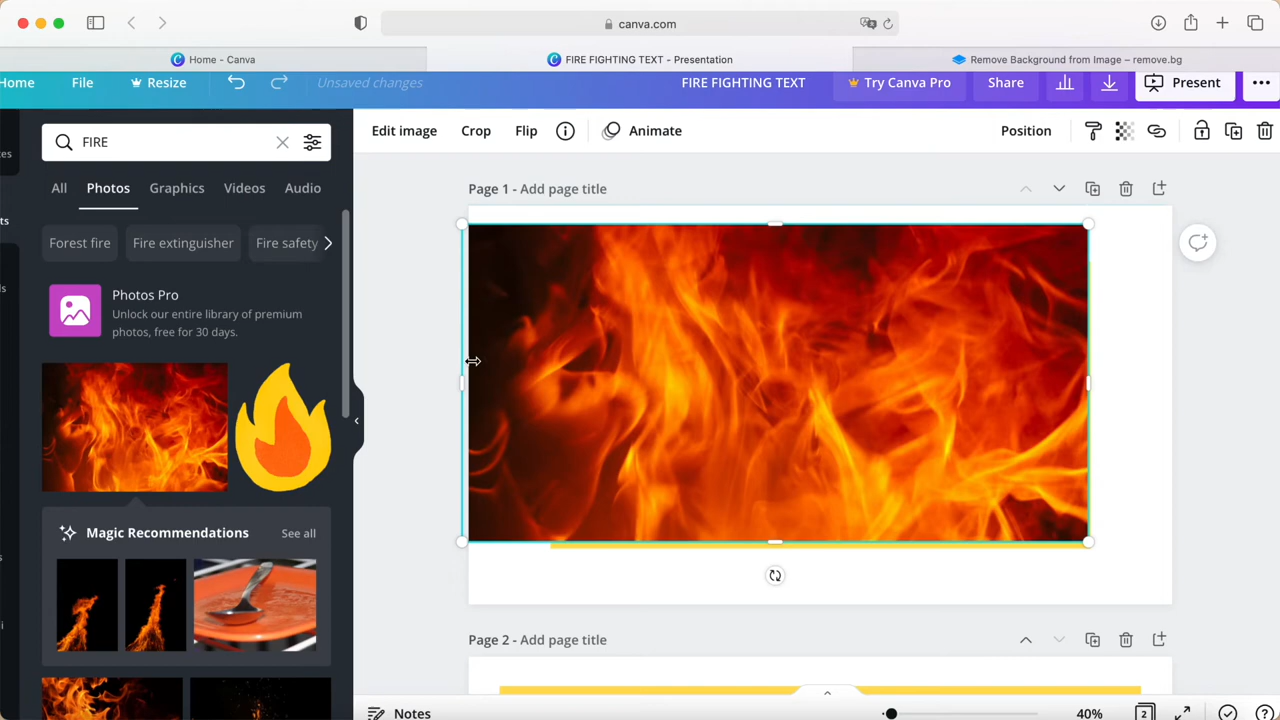 canva.com
Home - Canva
FIRE FIGHTING TEXT - Presentation
Remove Background from Image – remove.bg
Home
File
Resize
Unsaved changes
FIRE FIGHTING TEXT
Try Canva Pro
Share
Present
FIRE
Edit image
Crop
Flip
Animate
Position
All
Photos
Graphics
Videos
Audio
Page 1 - Add page title
Forest fire
Fire extinguisher
Fire safety
Photos Pro
Unlock our entire library of premium
photos, free for 30 days.
Magic Recommendations
See all
Page 2 - Add page title
Notes
40%
2